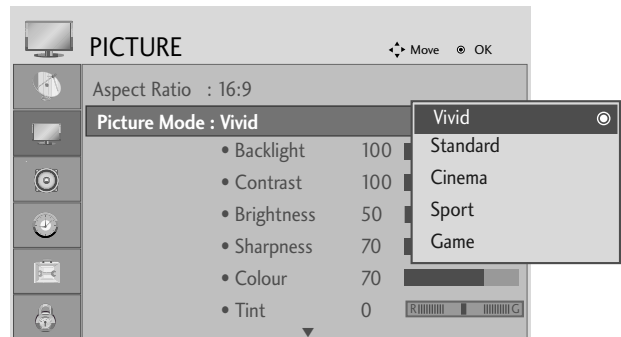 PICTURE
Move OK
Aspect Ratio : 16:9
Picture Mode : Vivid
• Backlight 100
• Contrast 100
• Brightness 50
• Sharpness 70
• Colour 70
• Tint 0 R G
Vivid
Standard
Cinema
Sport
Game